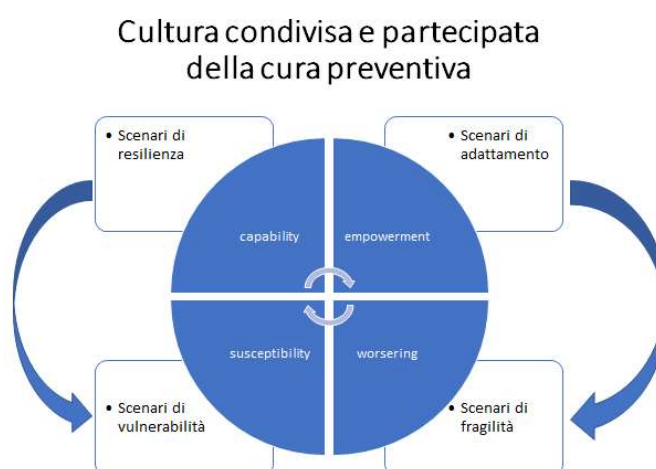 Cultura condivisa e partecipata
della cura preventiva
• Scenari di
resilienza
• Scenari di
adattamento
capability
empowerment
susceptibility
worsering
• Scenari di
vulnerabilità
• Scenari di
fragilità